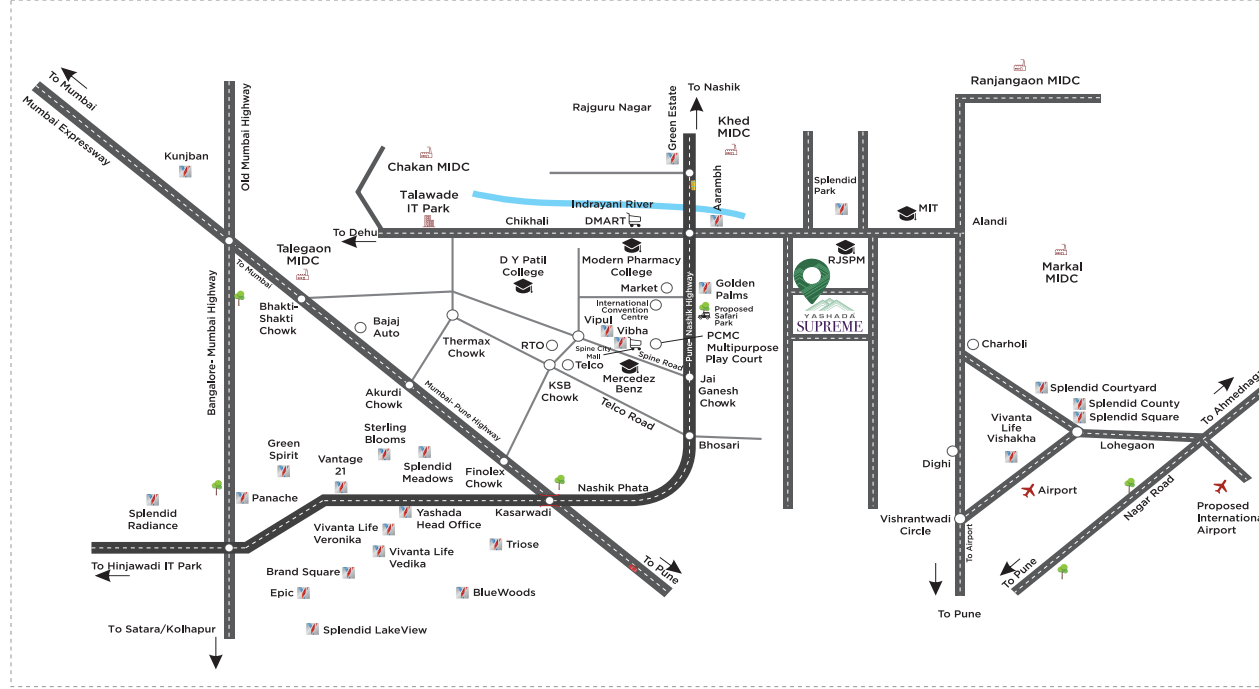 To Mumbai
Mumbai Expressway
Kunjban
Old Mumbai Highway
Bangalore- Mumbai Highway
To Mumbai
Talegaon
MIDC
Bhakti-
Shakti
Chowk
Chakan MIDC
Talawade
IT Park
To Dehu
Chikhali
Rajguru Nagar
Green Estate
To Nashik
Khed
MIDC
Aarambh
Indrayani River
DMART
Splendid
Park
MIT
Ranjangaon MIDC
Alandi
Markal
MIDC
D Y Patil
College
Modern Pharmacy
College
Market
International
Convention
Centre
Golden
Palms
Proposed
Safari
Park
RJSPM
YASHADA
SUPREME
Pune- Nashik Highway
Bajaj
Auto
Thermax
Chowk
RTO
Vipul
Vibha
Spine City
Mall
Telco
Spine Road
PCMC
Multipurpose
Play Court
Mercedez
Benz
KSB
Chowk
Telco Road
Jai
Ganesh
Chowk
Bhosari
Akurdi
Chowk
Mumbai- Pune Highway
Charholi
Splendid Courtyard
Splendid County
Splendid Square
To Ahmednagar
Vivanta
Life
Vishakha
Lohegaon
Dighi
Airport
Nagar Road
Proposed
Internation
Airport
Vishrantwadi
Circle
To Airport
To Pune
To Pune
Green
Spirit
Sterling
Blooms
Vantage
21
Splendid
Meadows
Finolex
Chowk
Nashik Phata
Kasarwadi
Panache
Splendid
Radiance
Yashada
Head Office
Vivanta Life
Veronika
Vivanta Life
Vedika
Triose
To Pune
To Hinjawadi IT Park
Brand Square
Epic
BlueWoods
To Satara/Kolhapur
Splendid LakeView